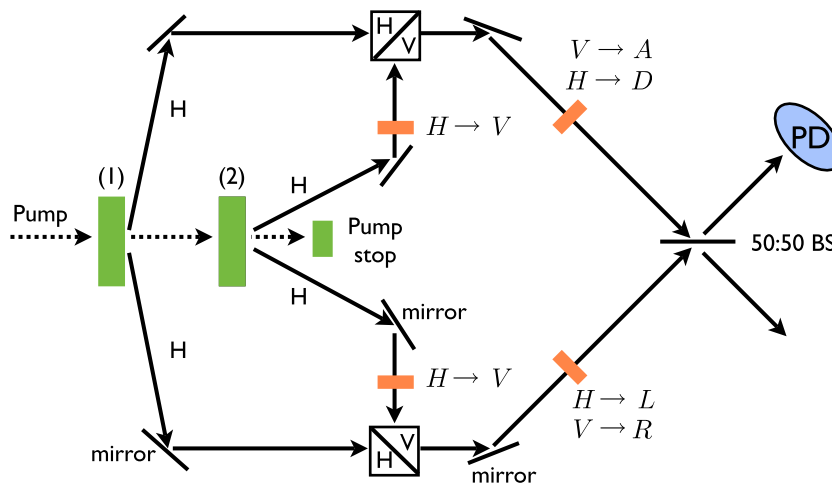 H
V
V → A
H → D
H
H → V
PD
(1)
(2)
H
Pump
Pump
stop
50:50 BS
H
mirror
H
H → V
H → L
V → R
V
H
mirror
mirror